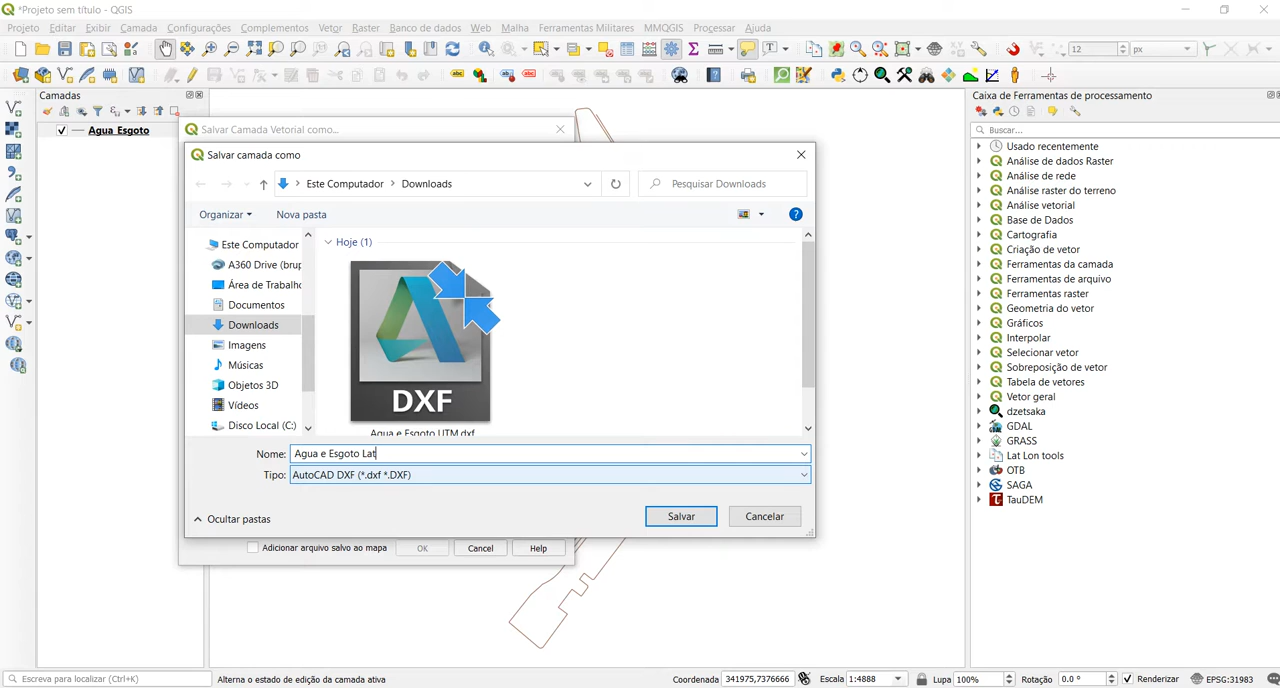 *Projeto sem título - QGIS
Projeto Editar Exibir Camada Configurações Complementos Vetor Raster Banco de dados Web Malha Ferramentas Militares MMQGIS Processar Ajuda
12 px
Camadas
Agua_Esgoto
Salvar Camada Vetorial como...
Salvar camada como
Este Computador > Downloads
Pesquisar Downloads
Organizar Nova pasta
Este Computador
A360 Drive (brup
Área de Trabalho
Documentos
Downloads
Imagens
Músicas
Objetos 3D
Vídeos
Disco Local (C:)
Hoje (1)
DXF
Agua e Esgoto UTM.dxf
Nome: Agua e Esgoto Lat
Tipo: AutoCAD DXF (*.dxf *.DXF)
Ocultar pastas
Salvar Cancelar
Adicionar arquivo salvo ao mapa OK Cancel Help
Caixa de Ferramentas de processamento
Buscar...
Usado recentemente
Análise de dados Raster
Análise de rede
Análise raster do terreno
Análise vetorial
Base de Dados
Cartografia
Criação de vetor
Ferramentas da camada
Ferramentas de arquivo
Ferramentas raster
Geometria do vetor
Gráficos
Interpolar
Selecionar vetor
Sobreposição de vetor
Tabela de vetores
Vetor geral
dzetsaka
GDAL
GRASS
Lat Lon tools
OTB
SAGA
TauDEM
Escreva para localizar (Ctrl+K) Alterna o estado de edição da camada ativa Coordenada 341975,7376666 Escala 1:4888 Lupa 100% Rotação 0.0 ° Renderizar EPSG:31983